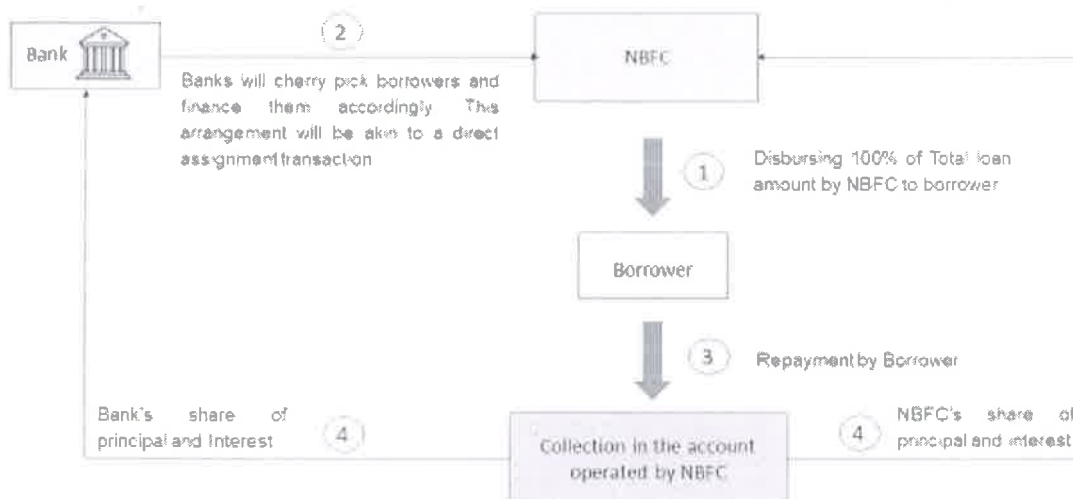 Bank
2
NBFC
Banks will cherry pick borrowers and
finance them accordingly This
arrangement will be akin to a direct
assignment transaction
1
Disbursing 100% of Total loan
amount by NBFC to borrower
Borrower
3
Repayment by Borrower
Bank's share of
principal and Interest
4
Collection in the account
operated by NBFC
4
NBFC's share of
principal and interest